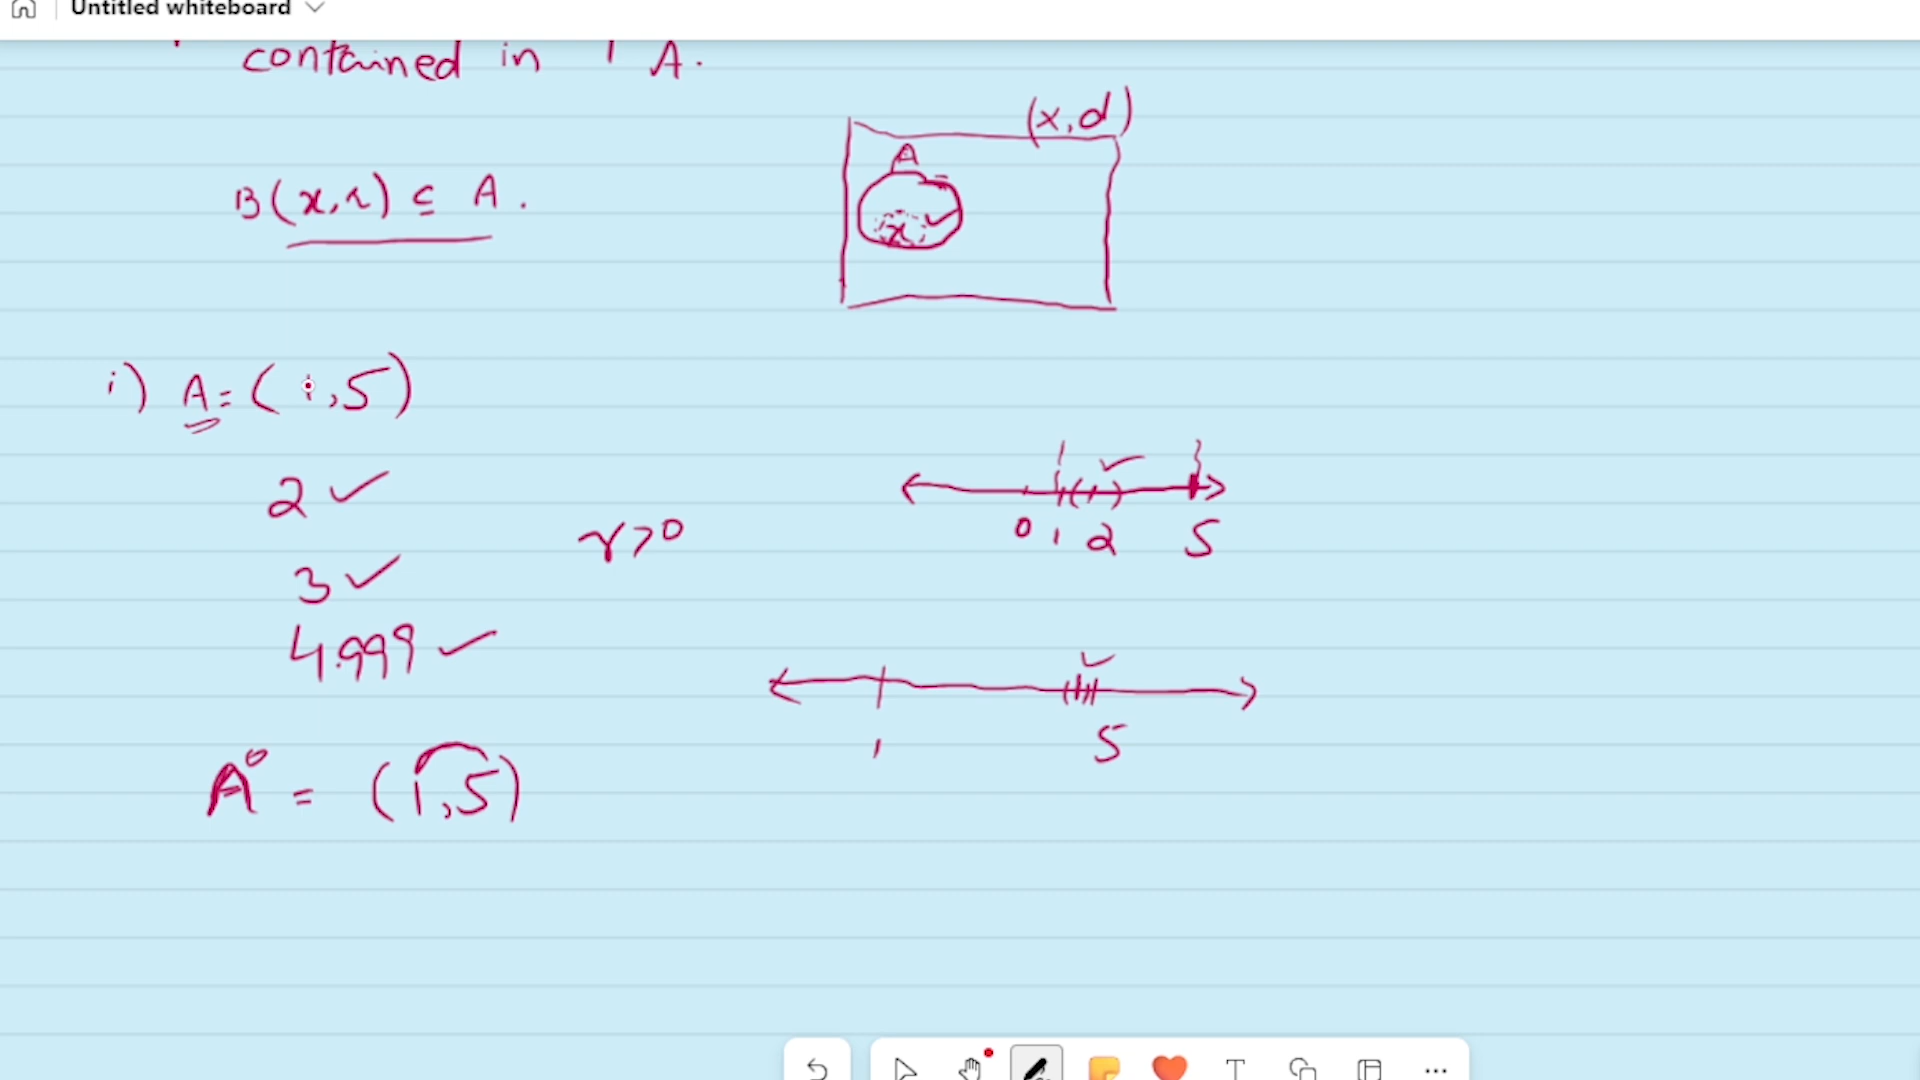 Untitled whiteboard
contained in A.
(x,d)
A
B(x,r) ⊆ A.
x
i) A = (1,5)
2 ✓
0 1 2 5
r>0
3 ✓
4.999 ✓
1 5
A° = (1,5)